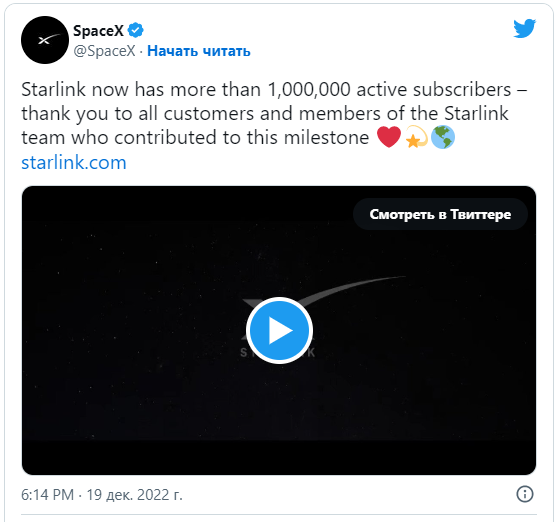 SpaceX
@SpaceX · Начать читать
Starlink now has more than 1,000,000 active subscribers –
thank you to all customers and members of the Starlink
team who contributed to this milestone ❤️💫🌎
starlink.com
Смотреть в Твиттере
6:14 PM · 19 дек. 2022 г.